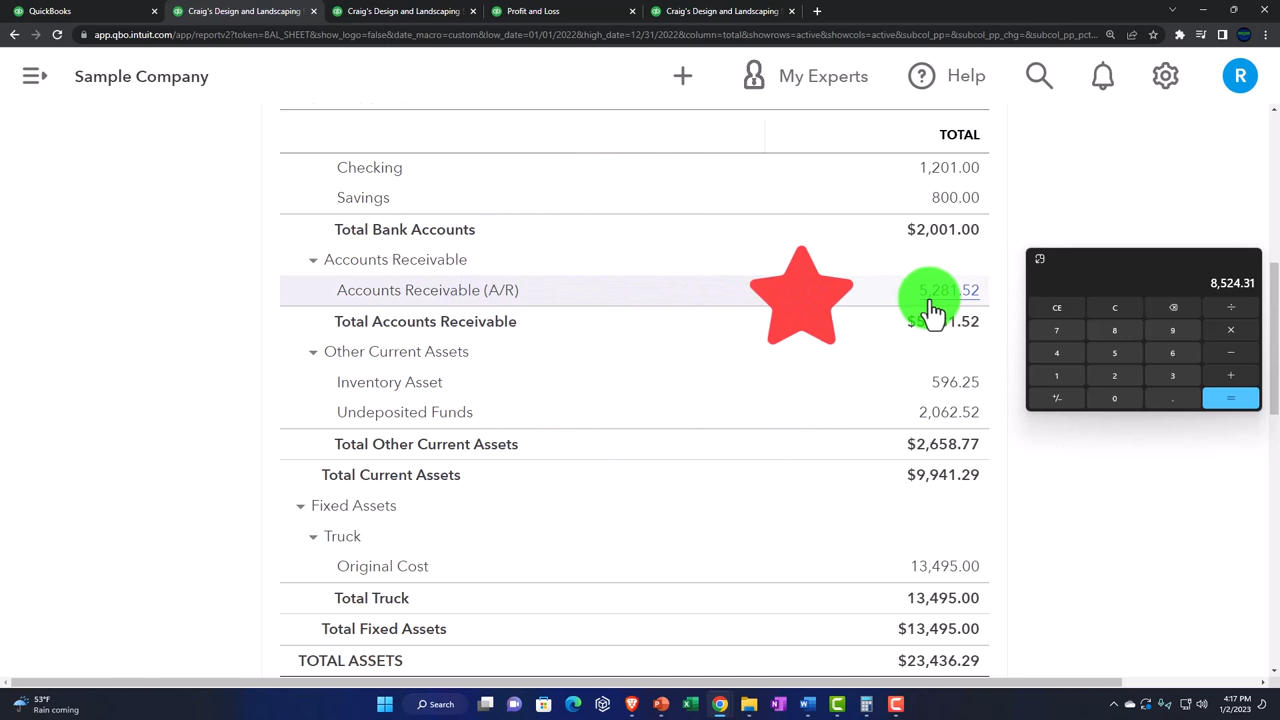 QuickBooks
Craig's Design and Landscaping S
Craig's Design and Landscaping S
Profit and Loss
Craig's Design and Landscaping S
app.qbo.intuit.com/app/reportv2?token=BAL_SHEET&show_logo=false&date_macro=custom&low_date=01/01/2022&high_date=12/31/2022&column=total&showrows=active&showcols=active&subcol_pp=&subcol_pp_chg=&subcol_pp_pct...
Sample Company
My Experts
Help
R
TOTAL
Checking 1,201.00
Savings 800.00
Total Bank Accounts $2,001.00
Accounts Receivable
Accounts Receivable (A/R) 5,281.52
Total Accounts Receivable
Other Current Assets
Inventory Asset 596.25
Undeposited Funds 2,062.52
Total Other Current Assets $2,658.77
Total Current Assets $9,941.29
Fixed Assets
Truck
Original Cost 13,495.00
Total Truck 13,495.00
Total Fixed Assets $13,495.00
TOTAL ASSETS $23,436.29
8,524.31
CE C ÷
7 8 9 ×
4 5 6 −
1 2 3 +
+/- 0 . =
53°F
Rain coming
Search
4:17 PM
1/2/2023